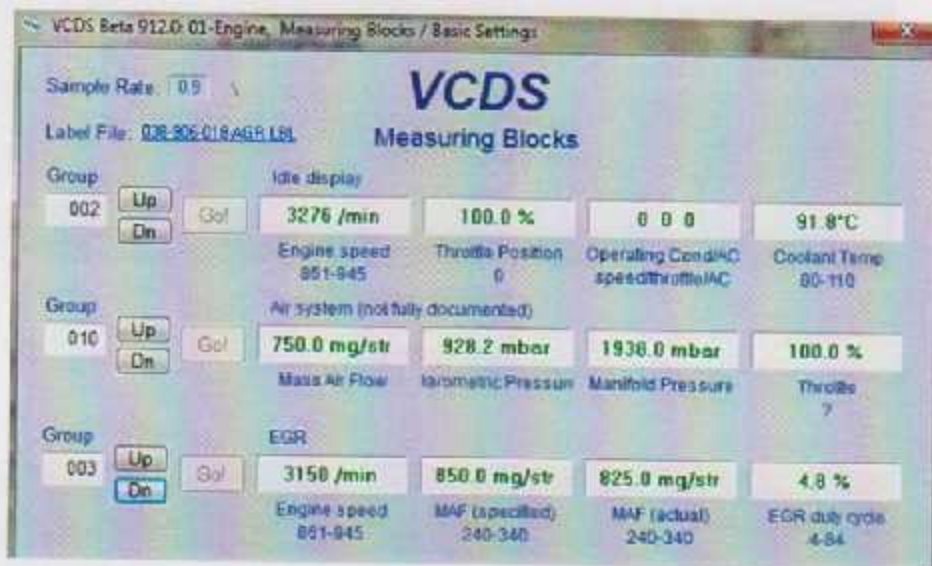 VCDS Beta 912.0: 01-Engine, Measuring Blocks / Basic Settings
Sample Rate: 0.9
VCDS
Label File: 038-906-018-AGR.LBL
Measuring Blocks
Group
Idle display
002 Up Dn Go! 3276 /min 100.0 % 0 0 0 91.8°C
Engine speed Throttle Position Operating Cond/AC Coolant Temp
861-945 0 speed/throttle/AC 80-110
Group
Air system (not fully documented)
010 Up Dn Go! 750.0 mg/str 928.2 mbar 1938.0 mbar 100.0 %
Mass Air Flow Barometric Pressure Manifold Pressure Throttle
?
Group
EGR
003 Up Dn Go! 3150 /min 850.0 mg/str 825.0 mg/str 4.8 %
Engine speed MAF (specified) MAF (actual) EGR duty cycle
861-945 240-340 240-340 4-84